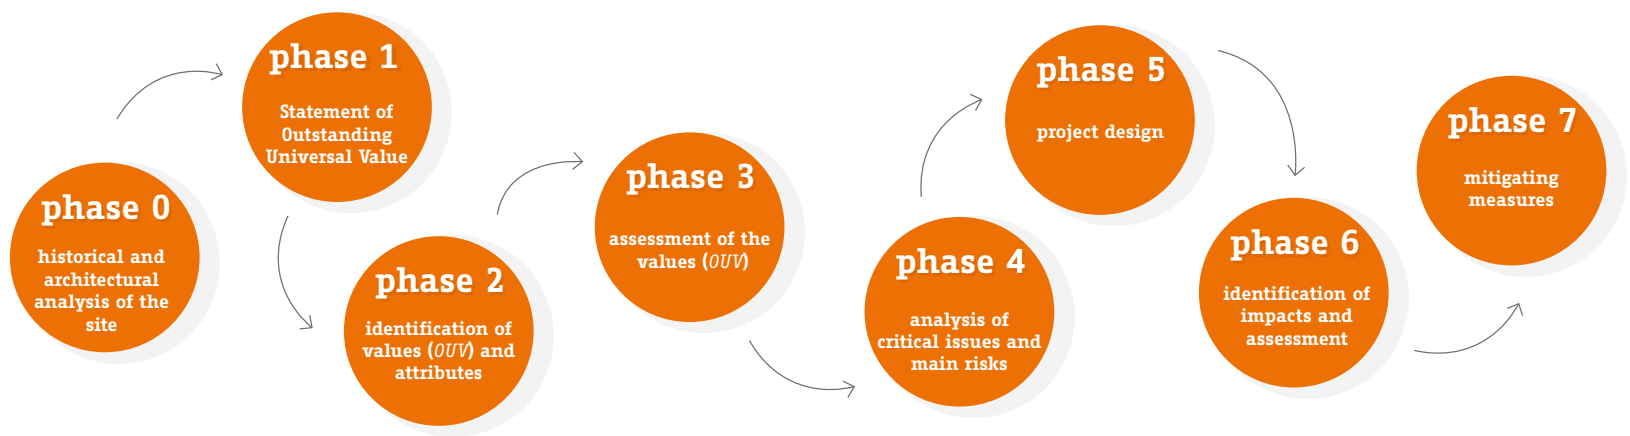 phase 0
historical and
architectural
analysis of the
site
phase 1
Statement of
Outstanding
Universal Value
phase 2
identification of
values (OUV) and
attributes
phase 3
assessment of the
values (OUV)
phase 4
analysis of
critical issues and
main risks
phase 5
project design
phase 6
identification of
impacts and
assessment
phase 7
mitigating
measures